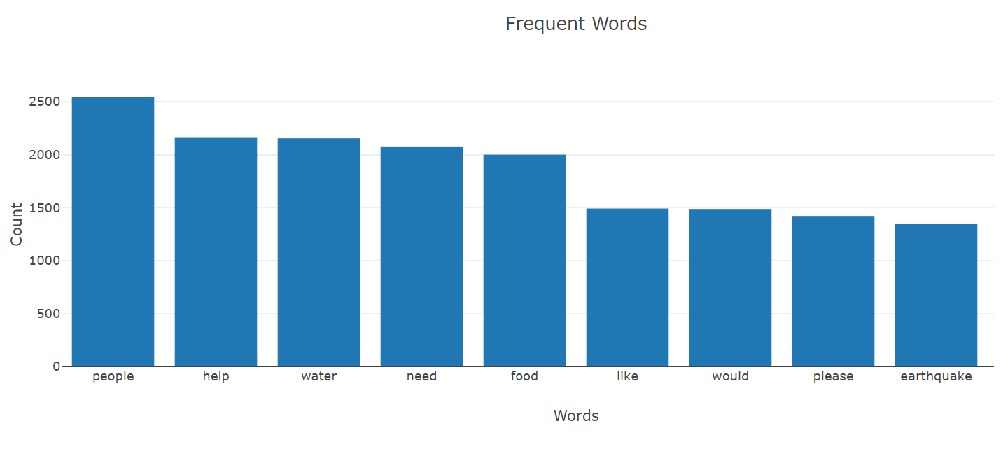 Frequent Words
2500
2000
1500
1000
500
0
Count
people help water need food like would please earthquake
Words